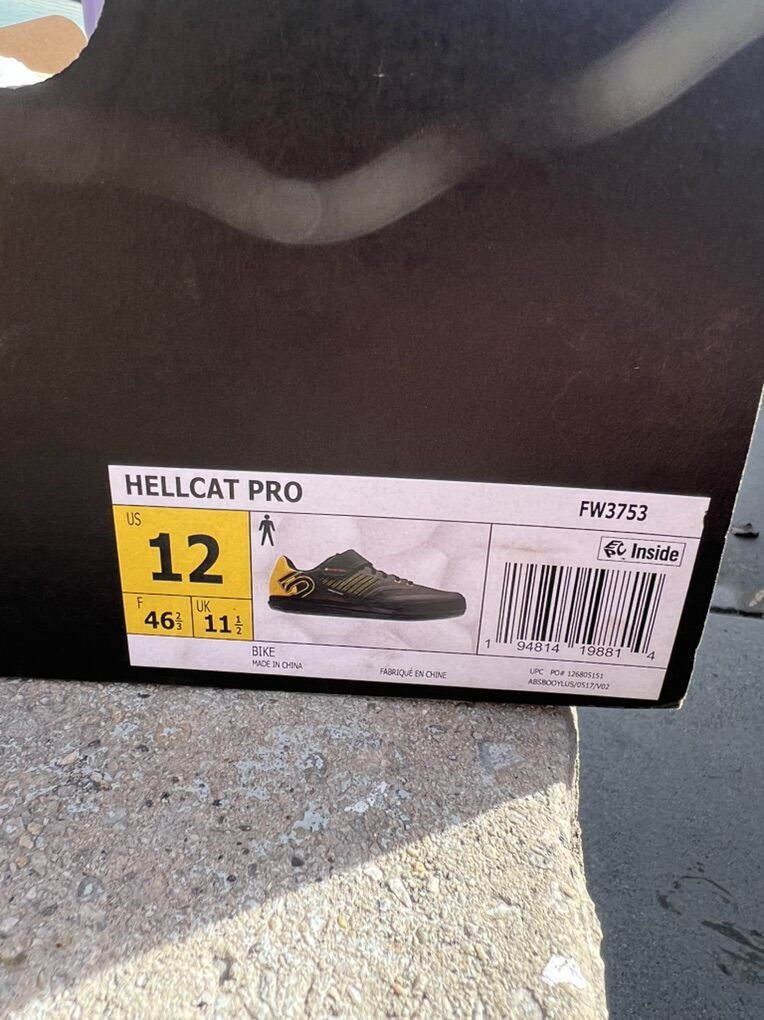 HELLCAT PRO
FW3753
US
12
F
46⅔
UK
11½
Inside
1 94814 19881 4
BIKE
MADE IN CHINA
FABRIQUÉ EN CHINE
UPC PO# 126805151
ABSBOOYLUS/0517/V02